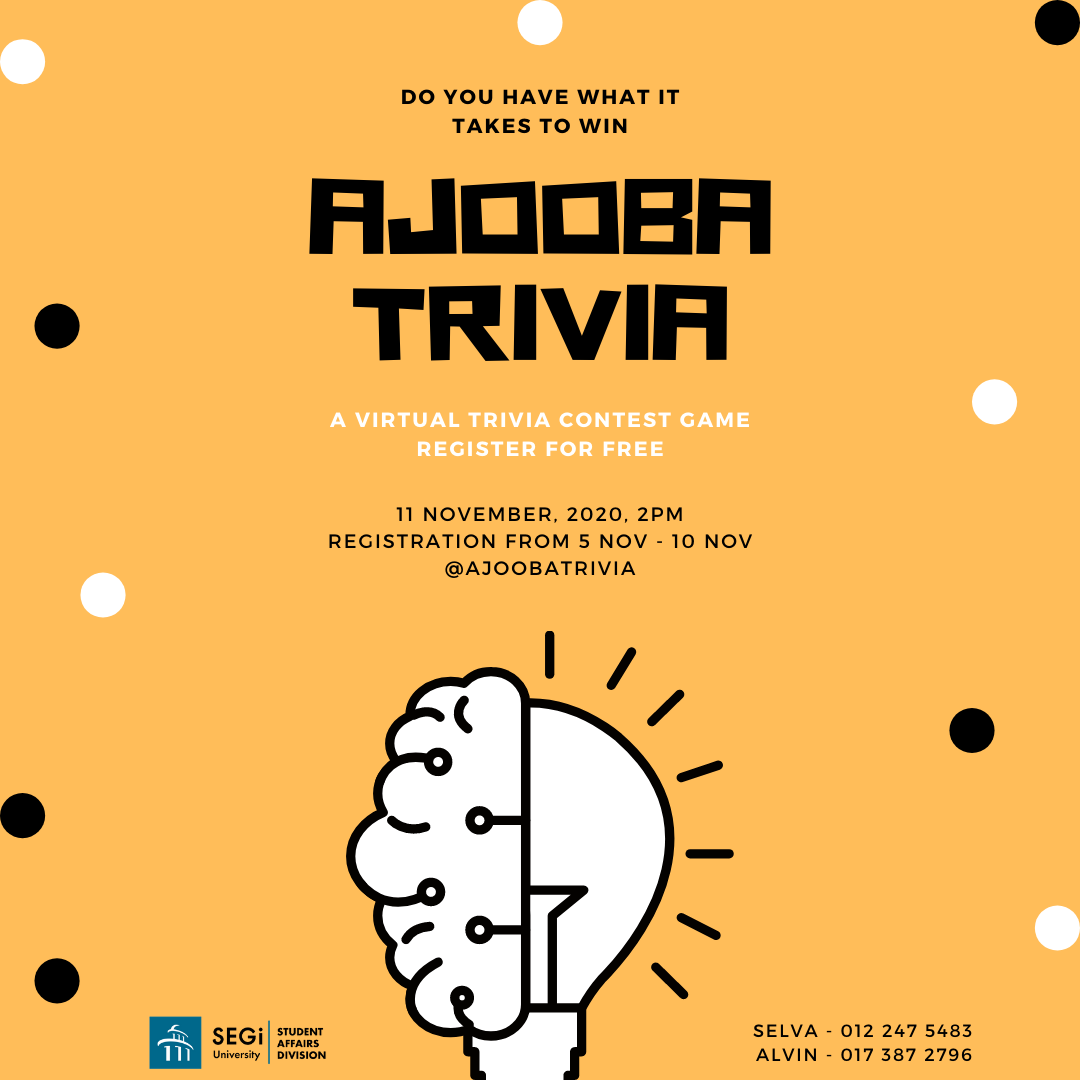 DO YOU HAVE WHAT IT
TAKES TO WIN
AJOOBA
TRIVIA
A VIRTUAL TRIVIA CONTEST GAME
REGISTER FOR FREE
11 NOVEMBER, 2020, 2PM
REGISTRATION FROM 5 NOV - 10 NOV
@AJOOBATRIVIA
SEGi
University
STUDENT
AFFAIRS
DIVISION
SELVA - 012 247 5483
ALVIN - 017 387 2796